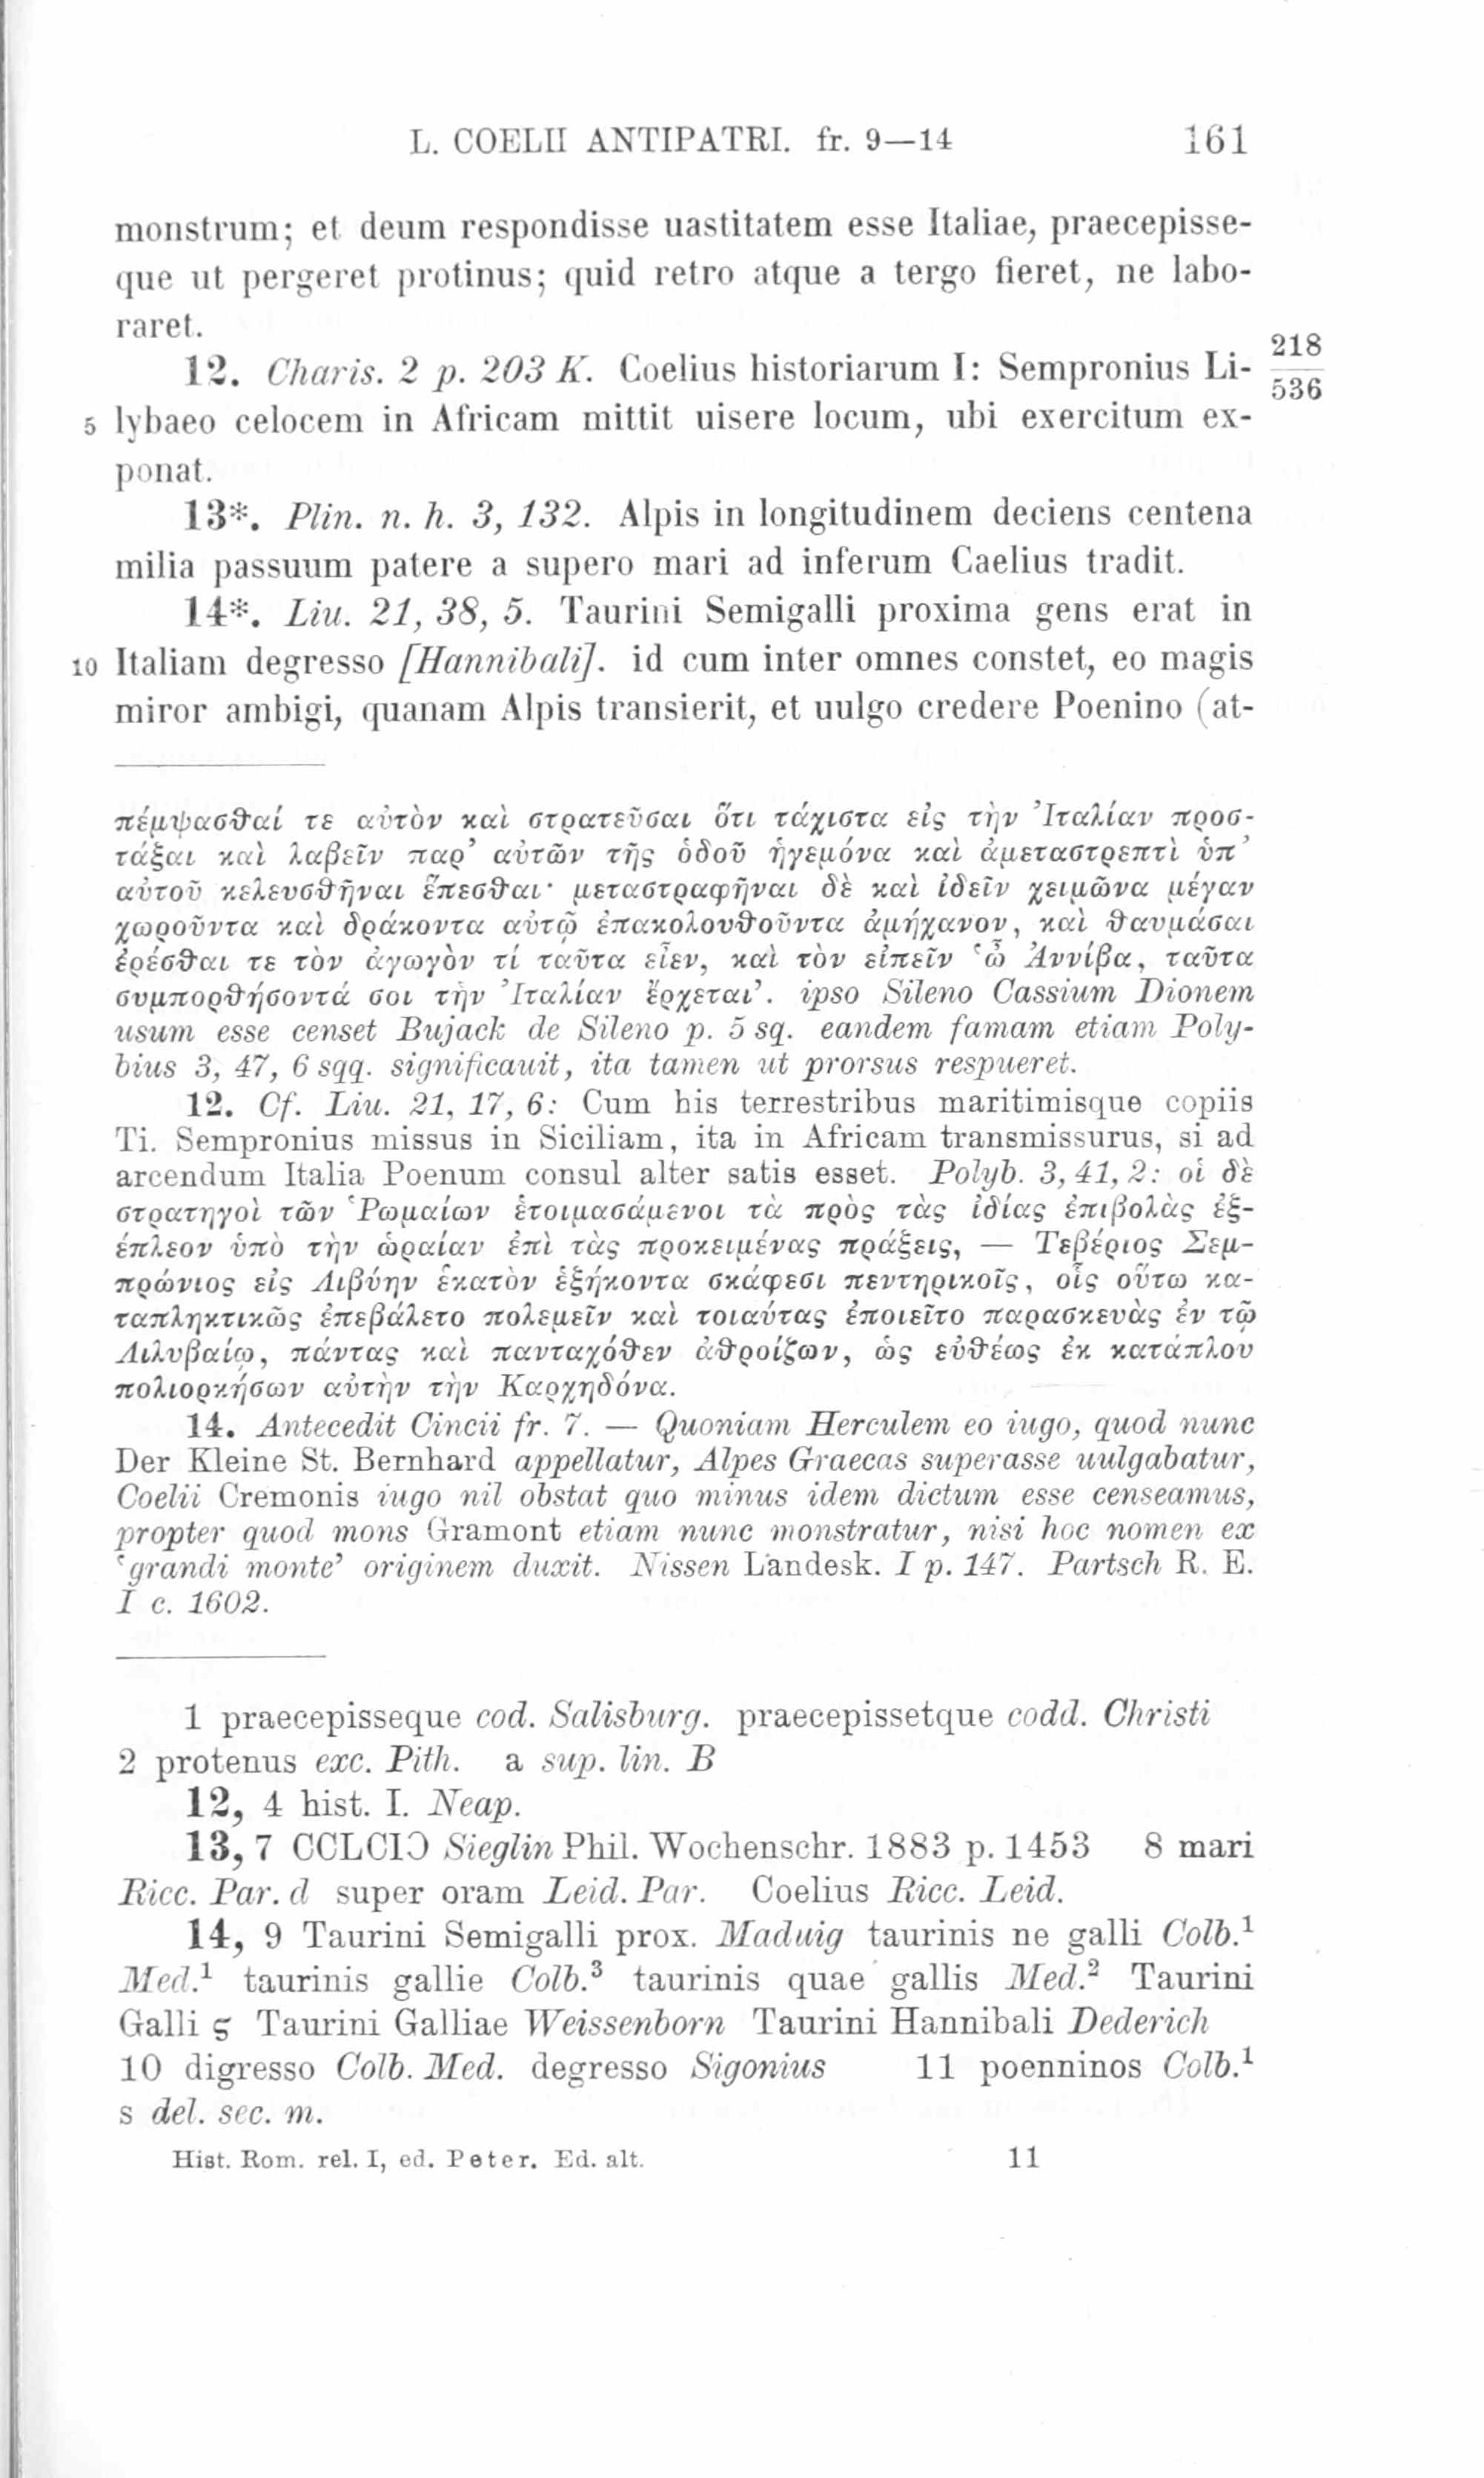 L. COELII ANTIPATRI. fr. 9—14 161
monstrum; et deum respondisse uastitatem esse Italiae, praecepisse-
que ut pergeret protinus; quid retro atque a tergo fieret, ne labo-
raret.
12. Charis. 2 p. 203 K. Coelius historiarum I: Sempronius Li- 218
536
5 lybaeo celocem in Africam mittit uisere locum, ubi exercitum ex-
ponat.
13*. Plin. n. h. 3, 132. Alpis in longitudinem deciens centena
milia passuum patere a supero mari ad inferum Caelius tradit.
14*. Liu. 21, 38, 5. Taurini Semigalli proxima gens erat in
10 Italiam degresso [Hannibali]. id cum inter omnes constet, eo magis
miror ambigi, quanam Alpis transierit, et uulgo credere Poenino (at-
πέμψασθαί τε αὐτὸν καὶ στρατεῦσαι ὅτι τάχιστα εἰς τὴν Ἰταλίαν προσ-
τάξαι καὶ λαβεῖν παρ’ αὐτῶν τῆς ὁδοῦ ἡγεμόνα καὶ ἀμεταστρεπτὶ ὑπ’
αὐτοῦ κελευσθῆναι ἕπεσθαι· μεταστραφῆναι δὲ καὶ ἰδεῖν χειμῶνα μέγαν
χωροῦντα καὶ δράκοντα αὐτῷ ἐπακολουθοῦντα ἀμήχανον, καὶ θαυμάσαι
ἐρέσθαι τε τὸν ἀγωγὸν τί ταῦτα εἶεν, καὶ τὸν εἰπεῖν ‘ὦ Ἀννίβα, ταῦτα
συμπορθήσοντά σοι τὴν Ἰταλίαν ἔρχεται’. ipso Sileno Cassium Dionem
usum esse censet Bujack de Sileno p. 5 sq. eandem famam etiam Poly-
bius 3, 47, 6 sqq. significauit, ita tamen ut prorsus respueret.
12. Cf. Liu. 21, 17, 6: Cum his terrestribus maritimisque copiis
Ti. Sempronius missus in Siciliam, ita in Africam transmissurus, si ad
arcendum Italia Poenum consul alter satis esset. Polyb. 3, 41, 2: οἱ δὲ
στρατηγοὶ τῶν Ῥωμαίων ἑτοιμασάμενοι τὰ πρὸς τὰς ἰδίας ἐπιβολὰς ἐξ-
έπλεον ὑπὸ τὴν ὡραίαν ἐπὶ τὰς προκειμένας πράξεις, — Τεβέριος Σεμ-
πρώνιος εἰς Λιβύην ἑκατὸν ἑξήκοντα σκάφεσι πεντηρικοῖς, οἷς οὕτω κα-
ταπληκτικῶς ἐπεβάλετο πολεμεῖν καὶ τοιαύτας ἐποιεῖτο παρασκευὰς ἐν τῷ
Λιλυβαίῳ, πάντας καὶ πανταχόθεν ἀθροίζων, ὡς εὐθέως ἐκ κατάπλου
πολιορκήσων αὐτὴν τὴν Καρχηδόνα.
14. Antecedit Cincii fr. 7. — Quoniam Herculem eo iugo, quod nunc
Der Kleine St. Bernhard appellatur, Alpes Graecas superasse uulgabatur,
Coelii Cremonis iugo nil obstat quo minus idem dictum esse censeamus,
propter quod mons Gramont etiam nunc monstratur, nisi hoc nomen ex
‘grandi monte’ originem duxit. Nissen Landesk. I p. 147. Partsch R. E.
I c. 1602.
1 praecepisseque cod. Salisburg. praecepissetque codd. Christi
2 protenus exc. Pith. a sup. lin. B
12, 4 hist. I. Neap.
13, 7 CCLCIↃ Sieglin Phil. Wochenschr. 1883 p. 1453 8 mari
Ricc. Par. d super oram Leid. Par. Coelius Ricc. Leid.
14, 9 Taurini Semigalli prox. Maduig taurinis ne galli Colb.¹
Med.¹ taurinis gallie Colb.³ taurinis quae gallis Med.² Taurini
Galli ς Taurini Galliae Weissenborn Taurini Hannibali Dederich
10 digresso Colb. Med. degresso Sigonius 11 poenninos Colb.¹
s del. sec. m.
Hist. Rom. rel. I, ed. Peter. Ed. alt. 11